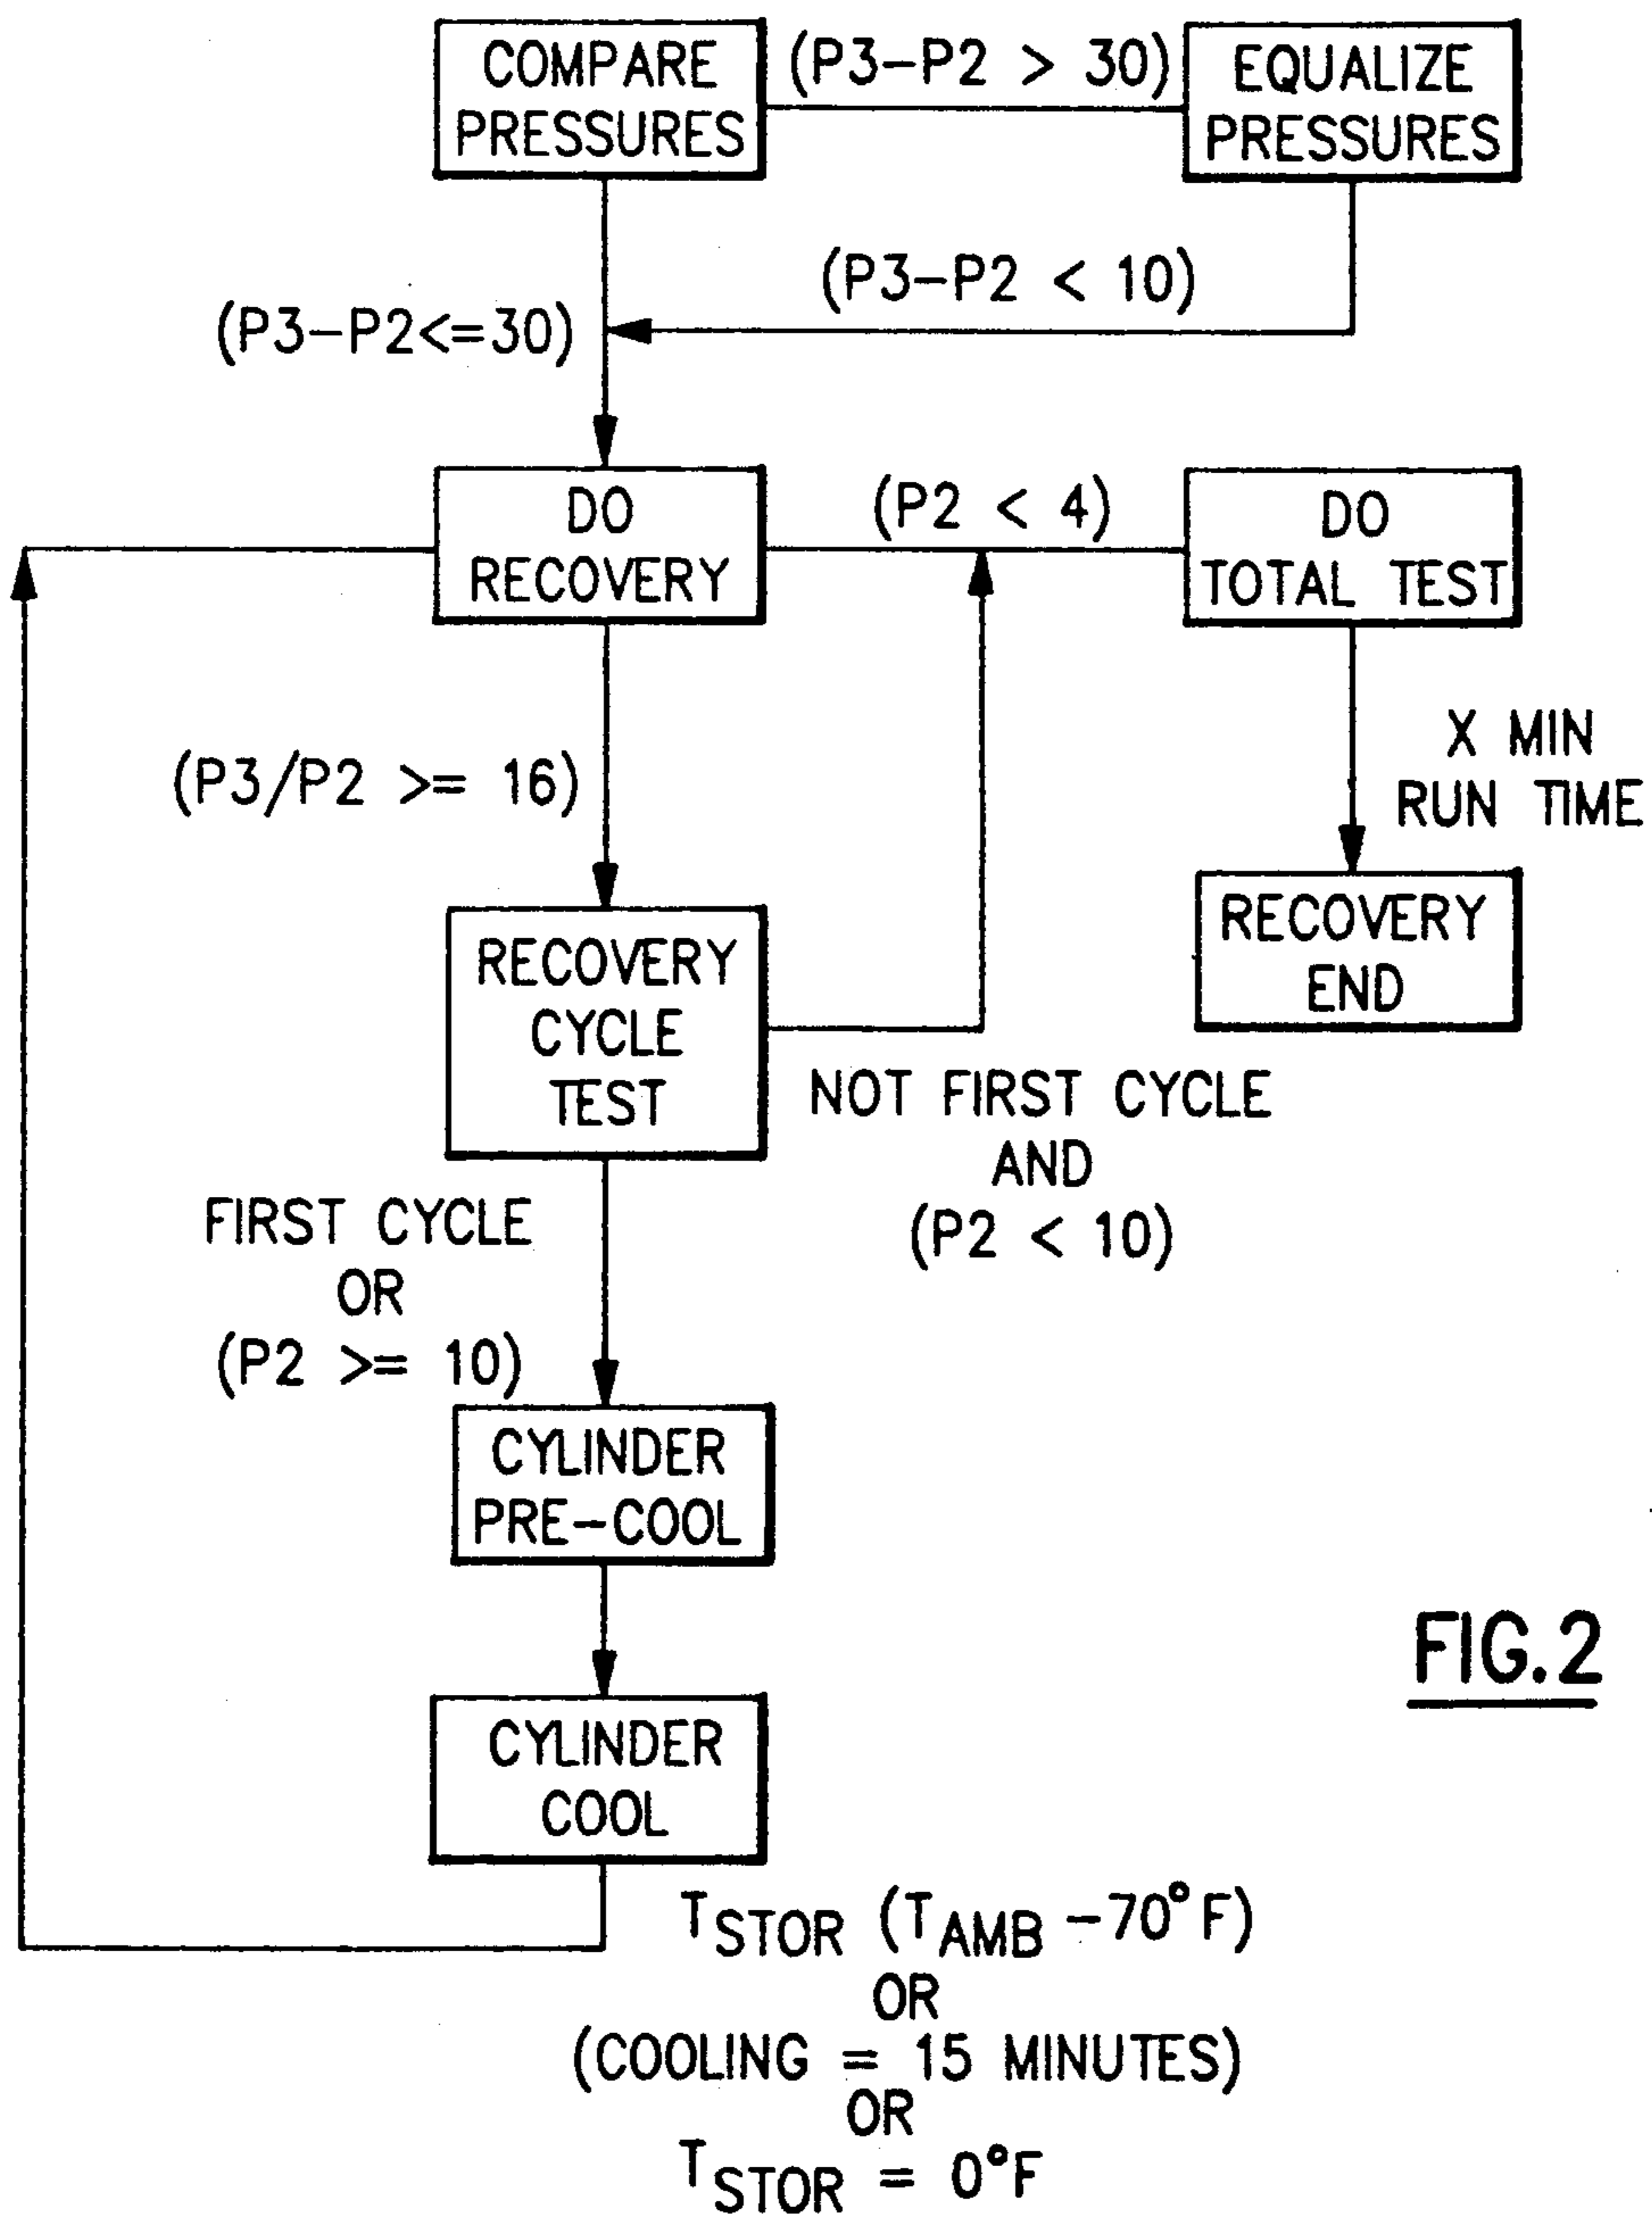 COMPARE
PRESSURES
(P3-P2 > 30)
EQUALIZE
PRESSURES
(P3-P2 < 10)
(P3-P2<=30)
DO
RECOVERY
(P2 < 4)
DO
TOTAL TEST
(P3/P2 >= 16)
X MIN
RUN TIME
RECOVERY
END
RECOVERY
CYCLE
TEST
NOT FIRST CYCLE
AND
(P2 < 10)
FIRST CYCLE
OR
(P2 >= 10)
CYLINDER
PRE-COOL
CYLINDER
COOL
FIG.2
TSTOR (TAMB -70°F)
OR
(COOLING = 15 MINUTES)
OR
TSTOR = 0°F